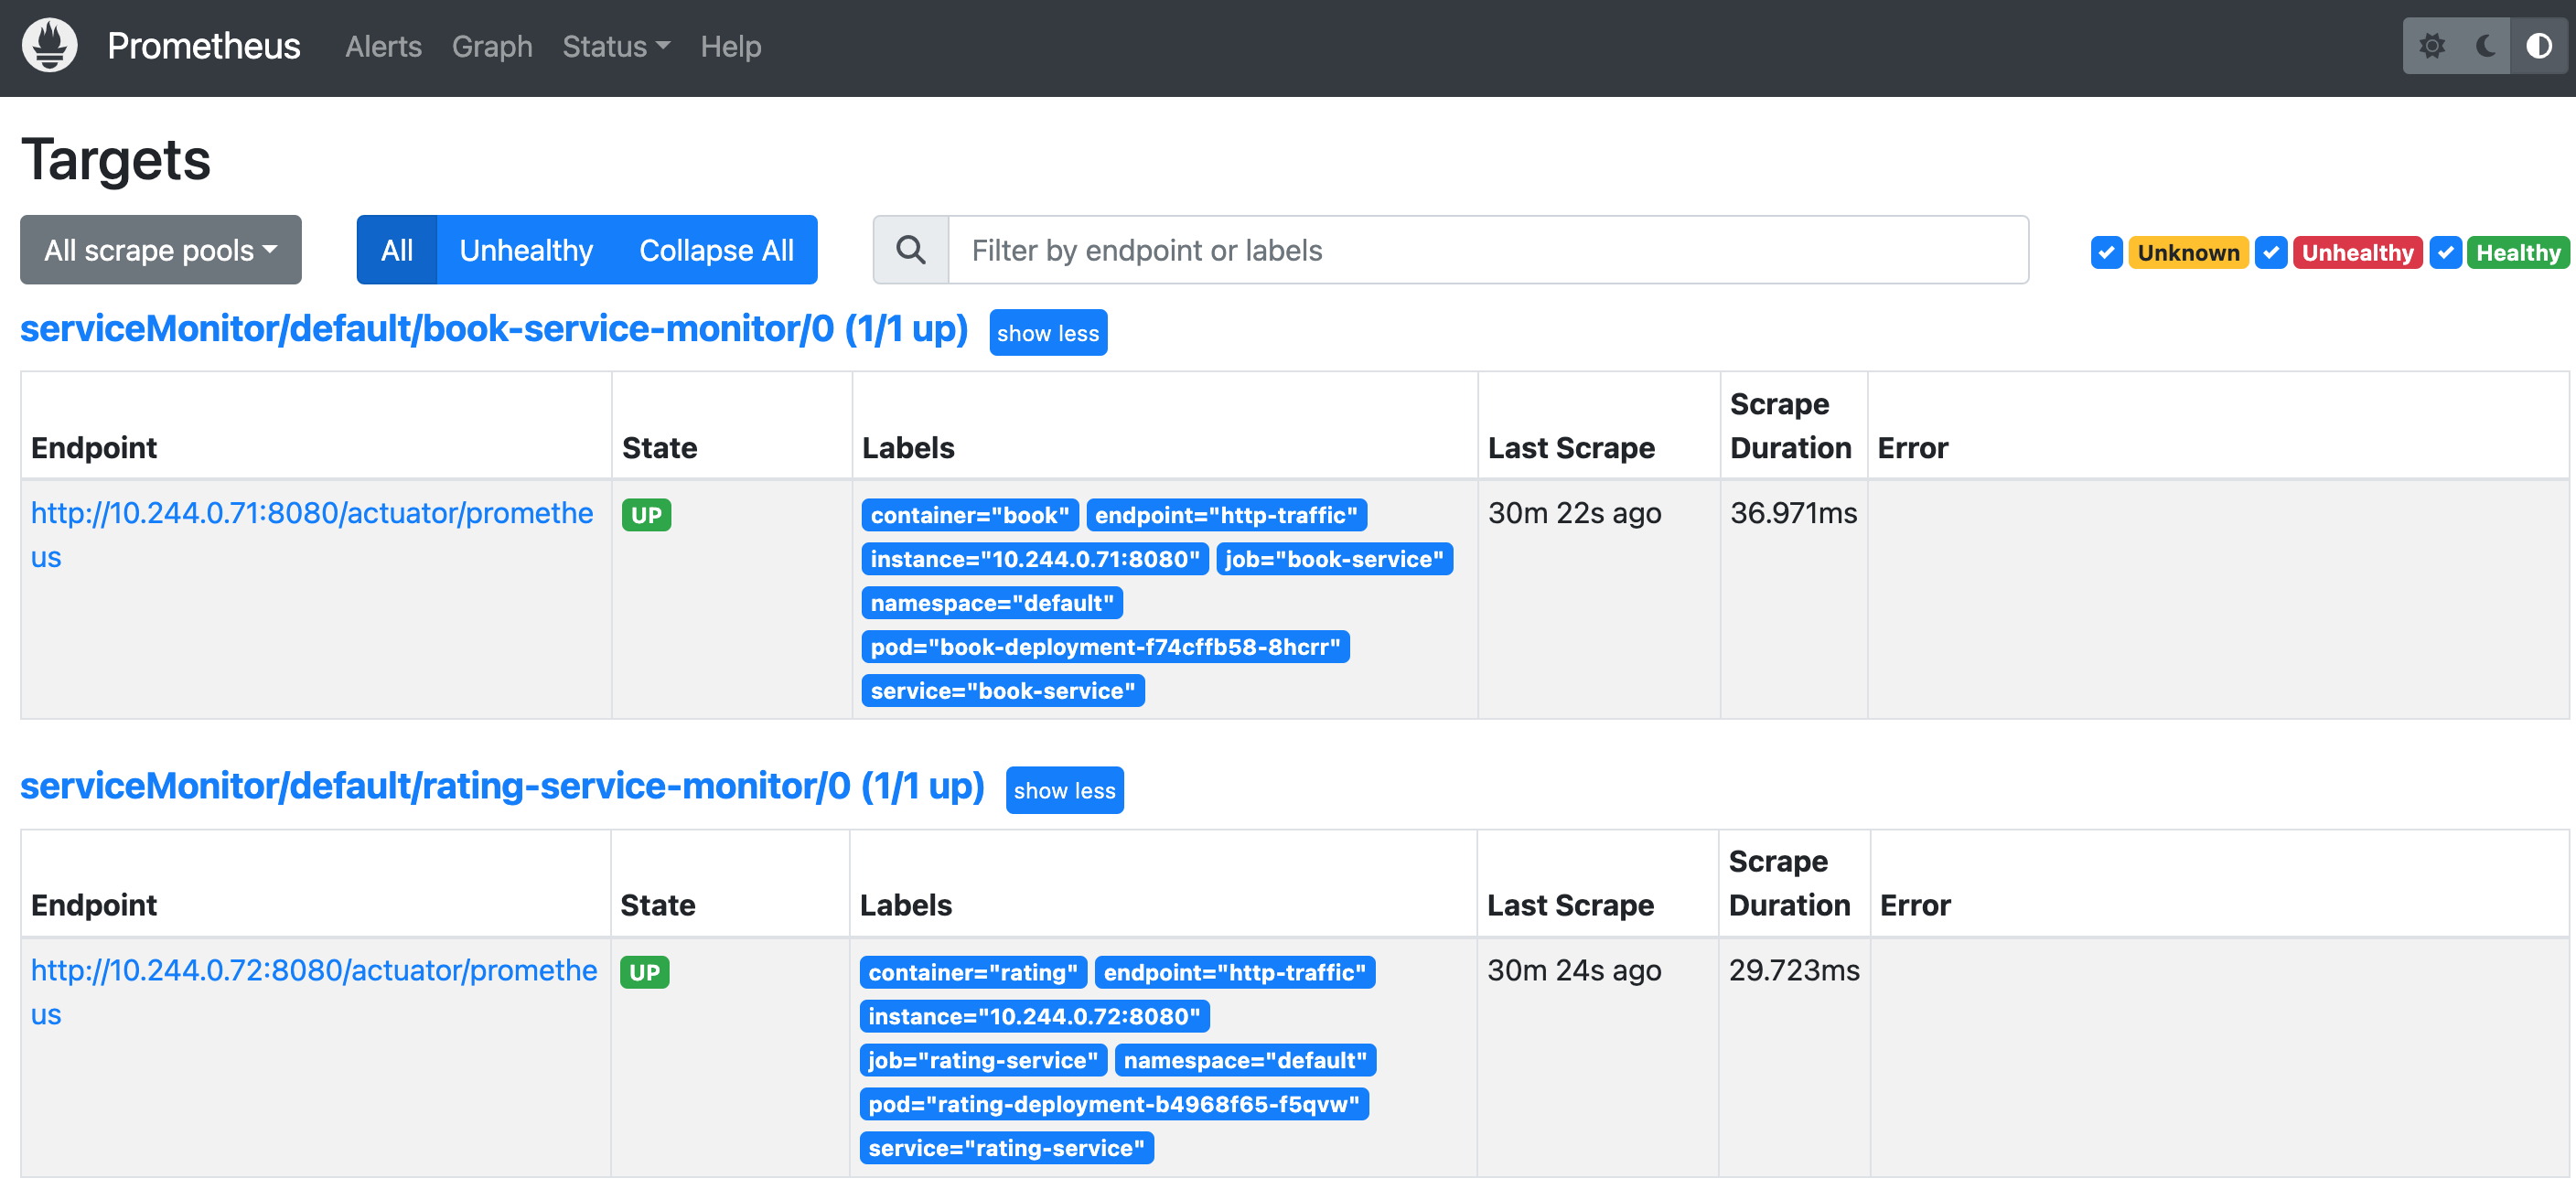 Prometheus Alerts Graph Status Help
Targets
All scrape pools All Unhealthy Collapse All Filter by endpoint or labels Unknown Unhealthy Healthy
serviceMonitor/default/book-service-monitor/0 (1/1 up) show less
Endpoint State Labels Last Scrape Scrape Duration Error
http://10.244.0.71:8080/actuator/promethe
us
UP
container="book" endpoint="http-traffic"
instance="10.244.0.71:8080" job="book-service"
namespace="default"
pod="book-deployment-f74cffb58-8hcrr"
service="book-service"
30m 22s ago
36.971ms
serviceMonitor/default/rating-service-monitor/0 (1/1 up) show less
Endpoint State Labels Last Scrape Scrape Duration Error
http://10.244.0.72:8080/actuator/promethe
us
UP
container="rating" endpoint="http-traffic"
instance="10.244.0.72:8080"
job="rating-service" namespace="default"
pod="rating-deployment-b4968f65-f5qvw"
service="rating-service"
30m 24s ago
29.723ms